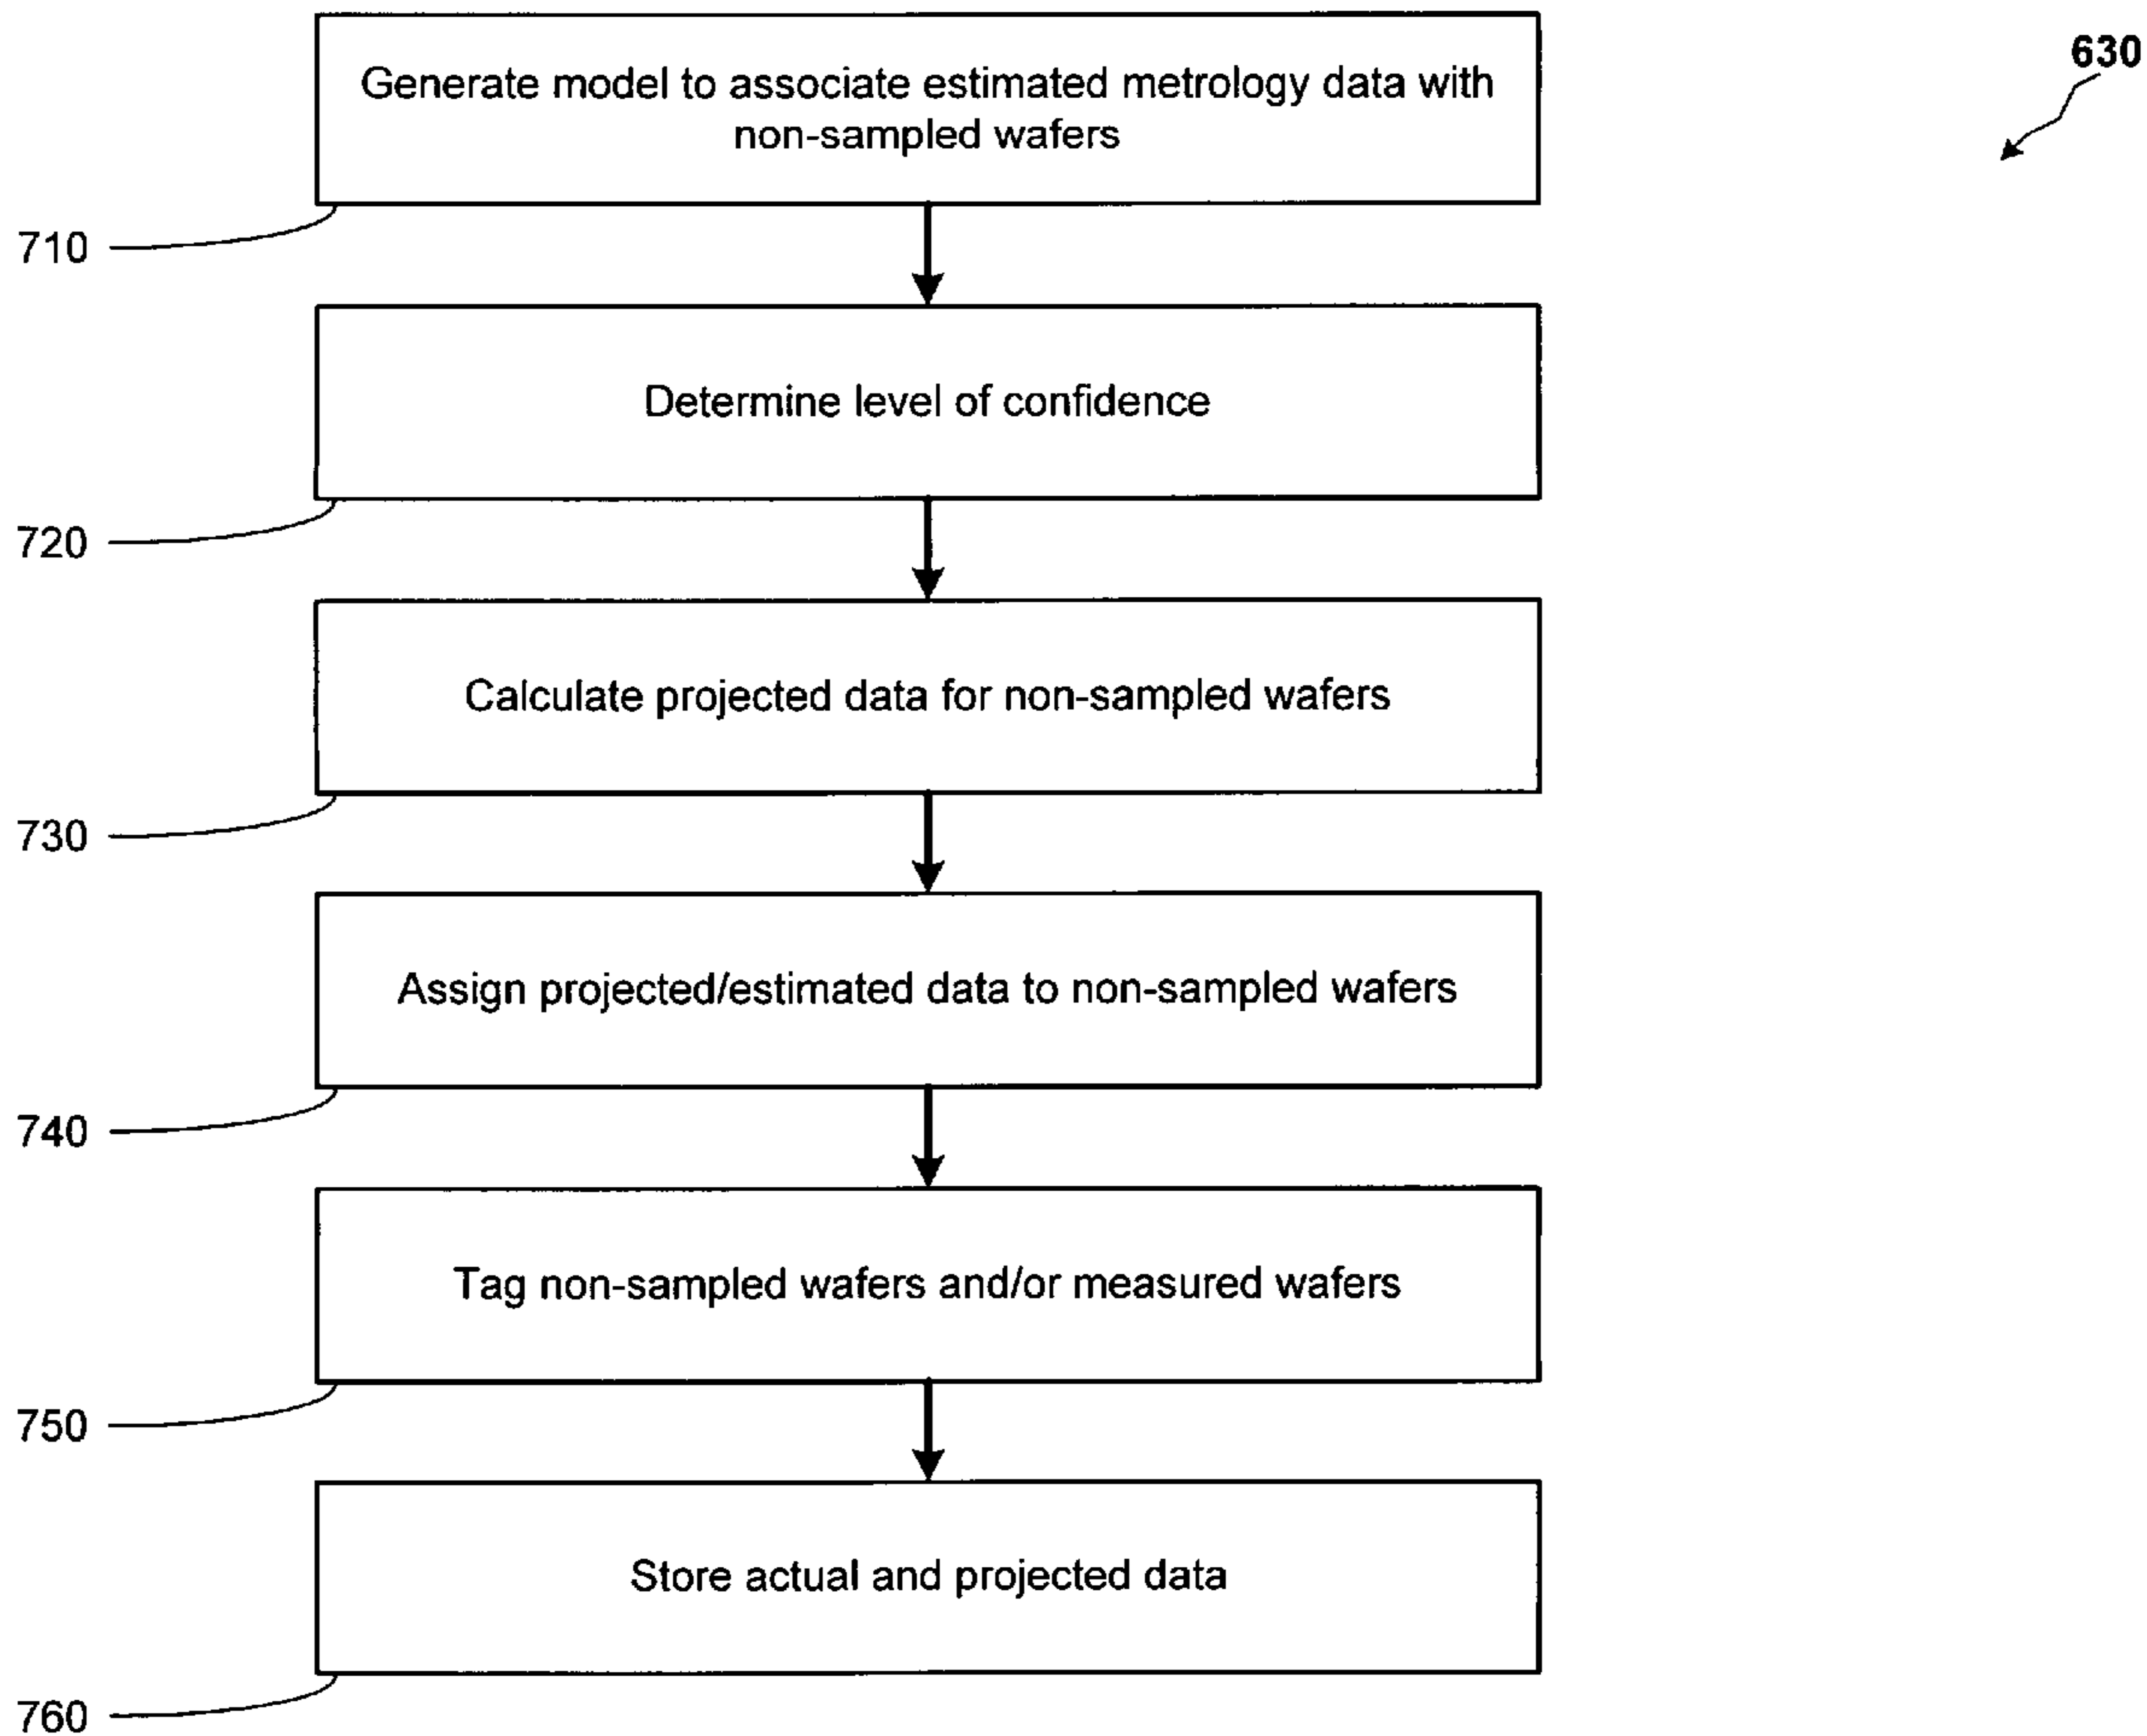 630
Generate model to associate estimated metrology data with
non-sampled wafers
710
Determine level of confidence
720
Calculate projected data for non-sampled wafers
730
Assign projected/estimated data to non-sampled wafers
740
Tag non-sampled wafers and/or measured wafers
750
Store actual and projected data
760